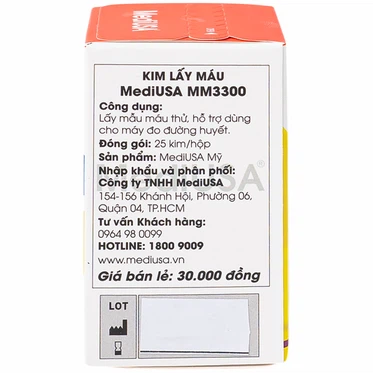 MediUSA
KIM LẤY MÁU
MediUSA MM3300
Công dụng:
Lấy mẫu máu thử, hỗ trợ dùng
cho máy đo đường huyết.
Đóng gói: 25 kim/hộp
Sản phẩm: MediUSA Mỹ
Nhập khẩu và phân phối:
MediUSA®
Công ty TNHH MediUSA
154-156 Khánh Hội, Phường 06,
Quận 04, TP.HCM
Tư vấn Khách hàng:
0964 98 0099
HOTLINE: 1800 9009
www.mediusa.vn
Giá bán lẻ: 30.000 đồng
LOT